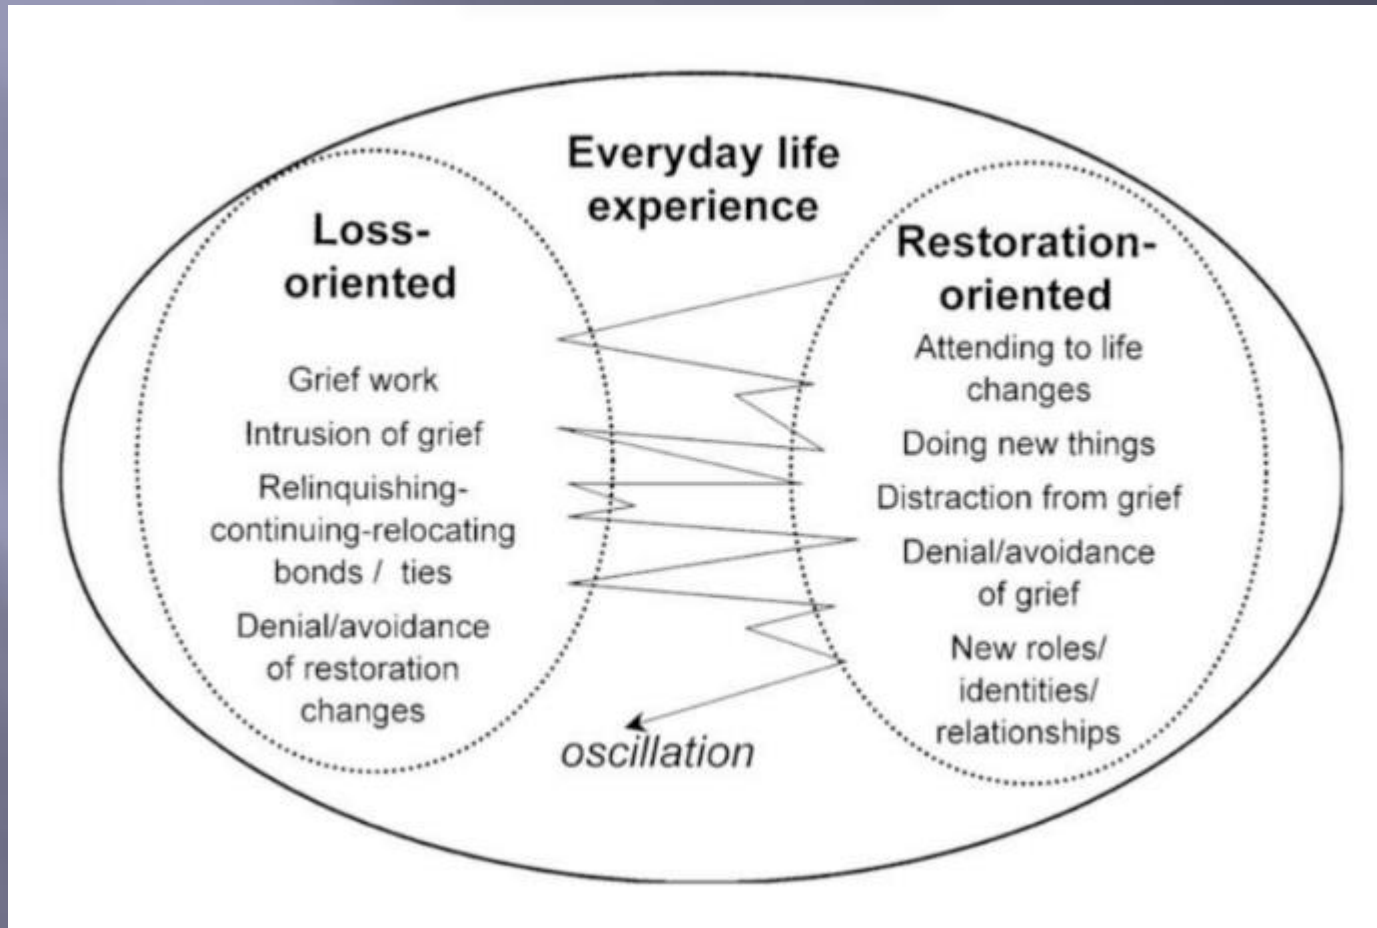 Everyday life
experience
Loss-
oriented
Grief work
Intrusion of grief
Relinquishing-
continuing-relocating
bonds / ties
Denial/avoidance
of restoration
changes
Restoration-
oriented
Attending to life
changes
Doing new things
Distraction from grief
Denial/avoidance
of grief
New roles/
identities/
relationships
oscillation